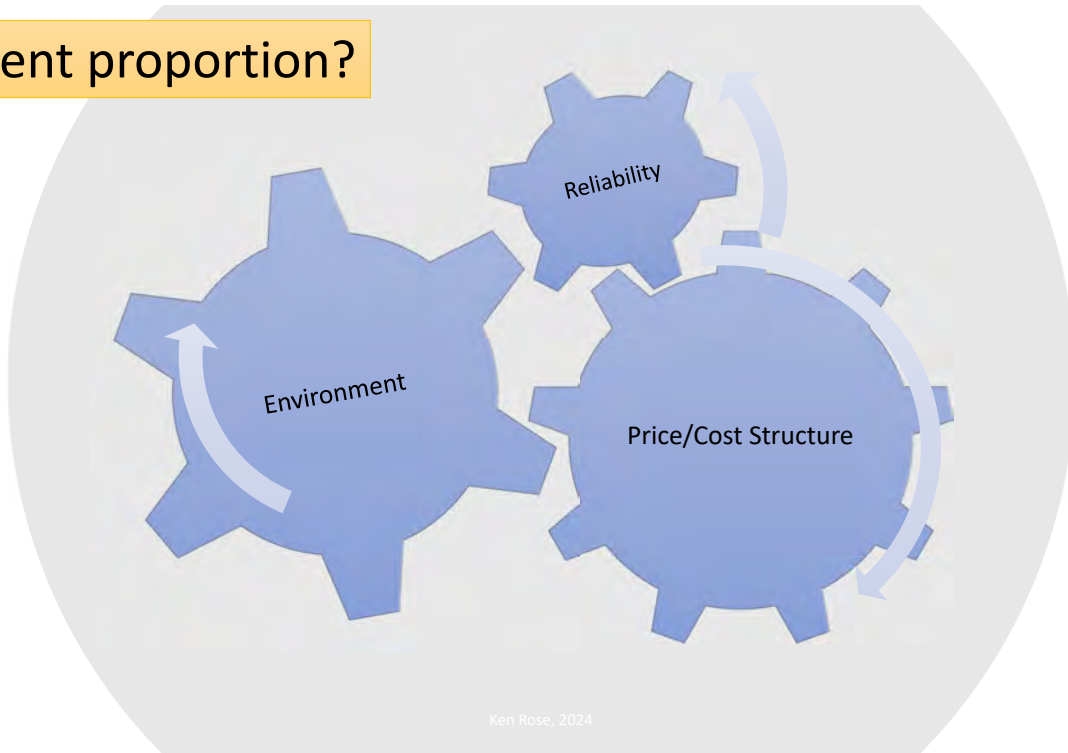 ent proportion?
Reliability
Environment
Price/Cost Structure
Ken Rose, 2024